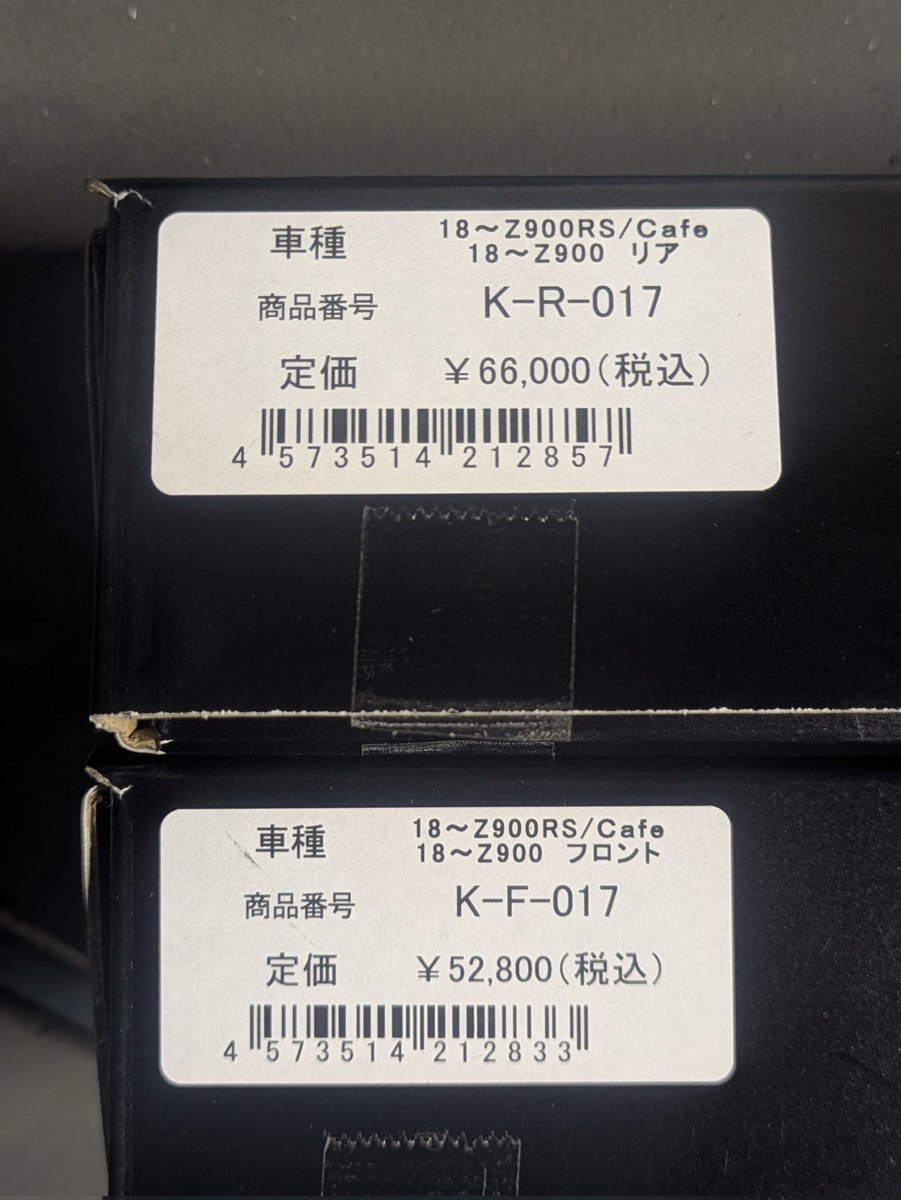 車種 18～Z900RS/Cafe
18～Z900 リア
商品番号 K-R-017
定価 ￥66,000(税込)
4 573514 212857
車種 18～Z900RS/Cafe
18～Z900 フロント
商品番号 K-F-017
定価 ￥52,800(税込)
4 573514 212833